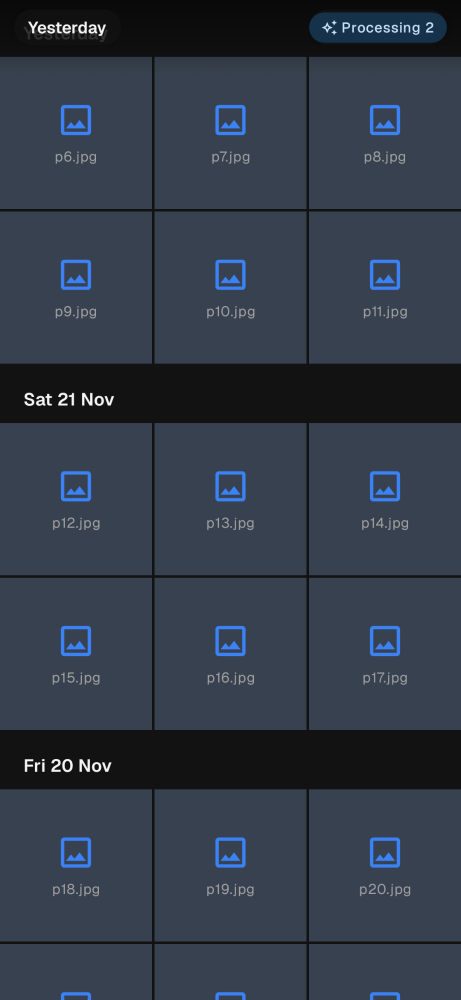 Yesterday
Processing 2
Yesterday
p6.jpg
p7.jpg
p8.jpg
p9.jpg
p10.jpg
p11.jpg
Sat 21 Nov
p12.jpg
p13.jpg
p14.jpg
p15.jpg
p16.jpg
p17.jpg
Fri 20 Nov
p18.jpg
p19.jpg
p20.jpg